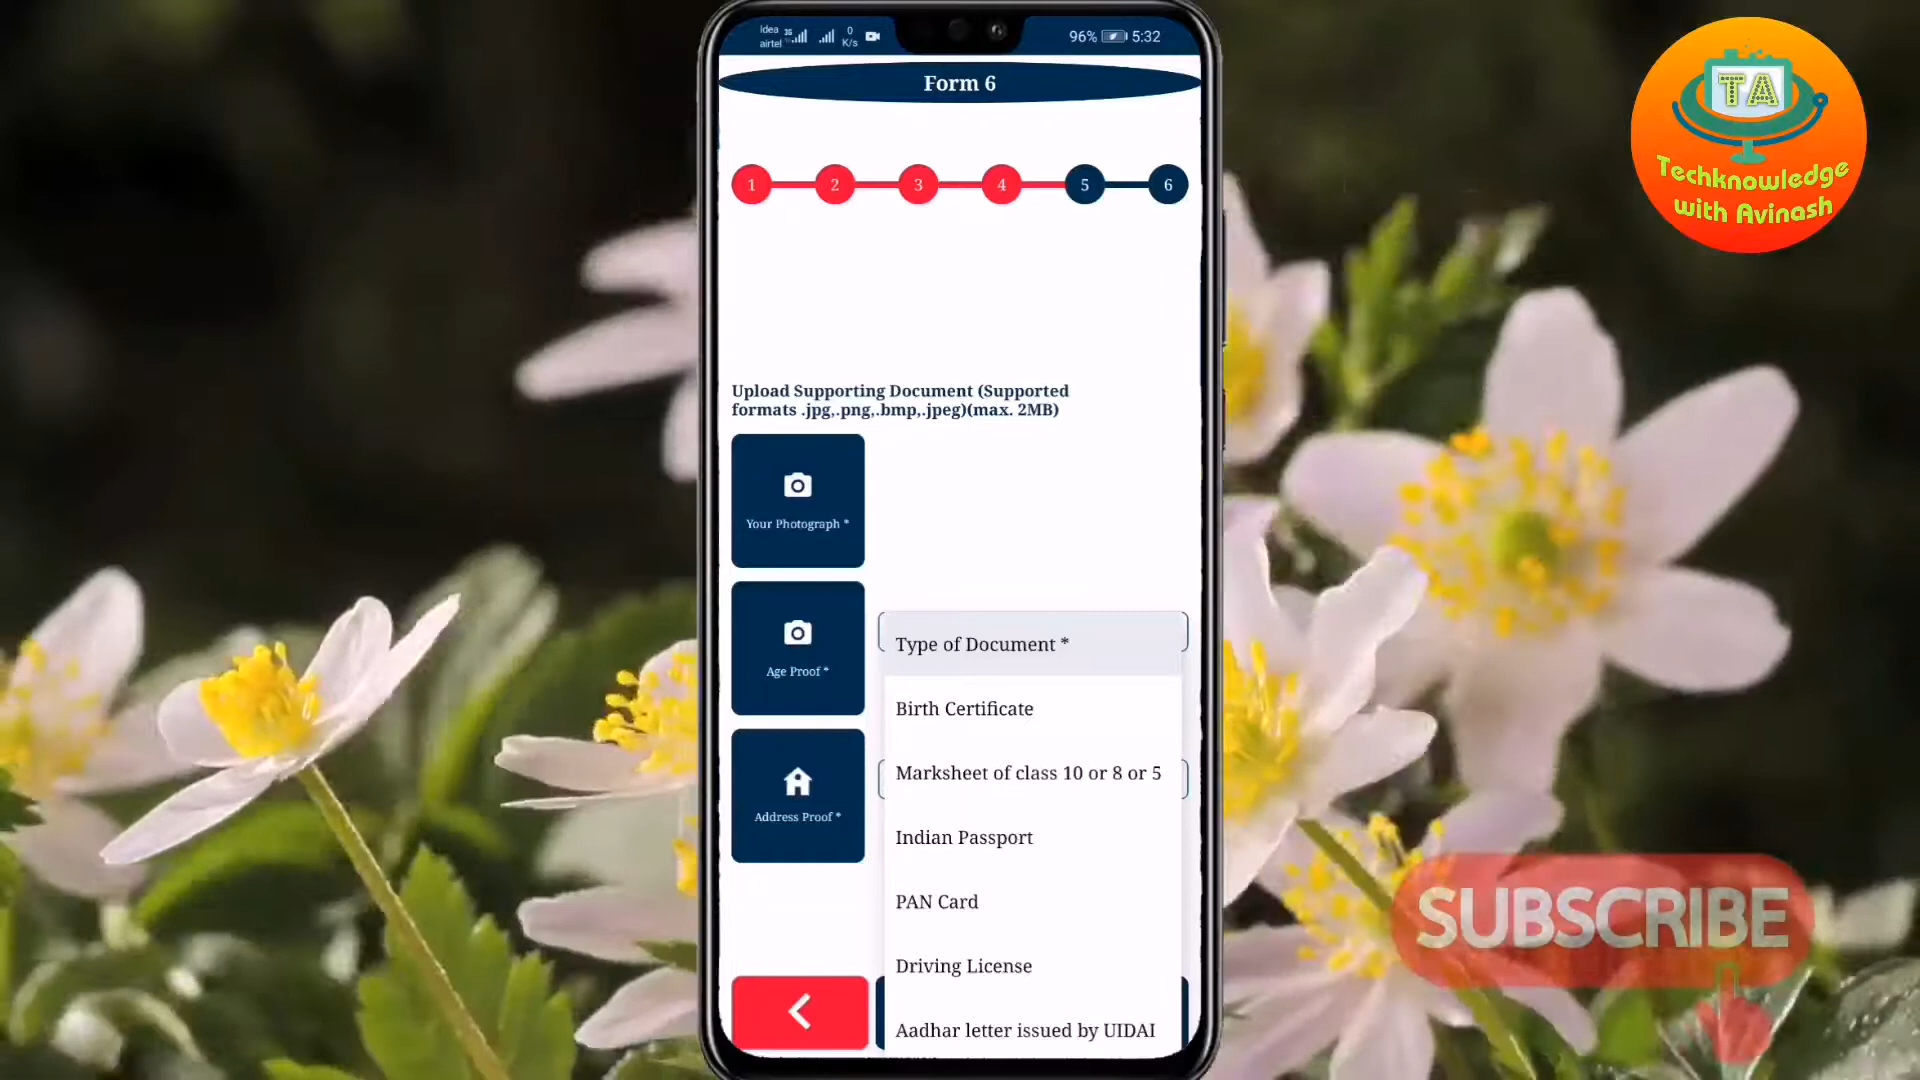 Idea
airtel
3G
0
K/s
96%
5:32
Form 6
1
2
3
4
5
6
Upload Supporting Document (Supported
formats .jpg,.png,.bmp,.jpeg)(max. 2MB)
Your Photograph *
Age Proof *
Address Proof *
Type of Document *
Birth Certificate
Marksheet of class 10 or 8 or 5
Indian Passport
PAN Card
Driving License
Aadhar letter issued by UIDAI
TA
Techknowledge
with Avinash
SUBSCRIBE